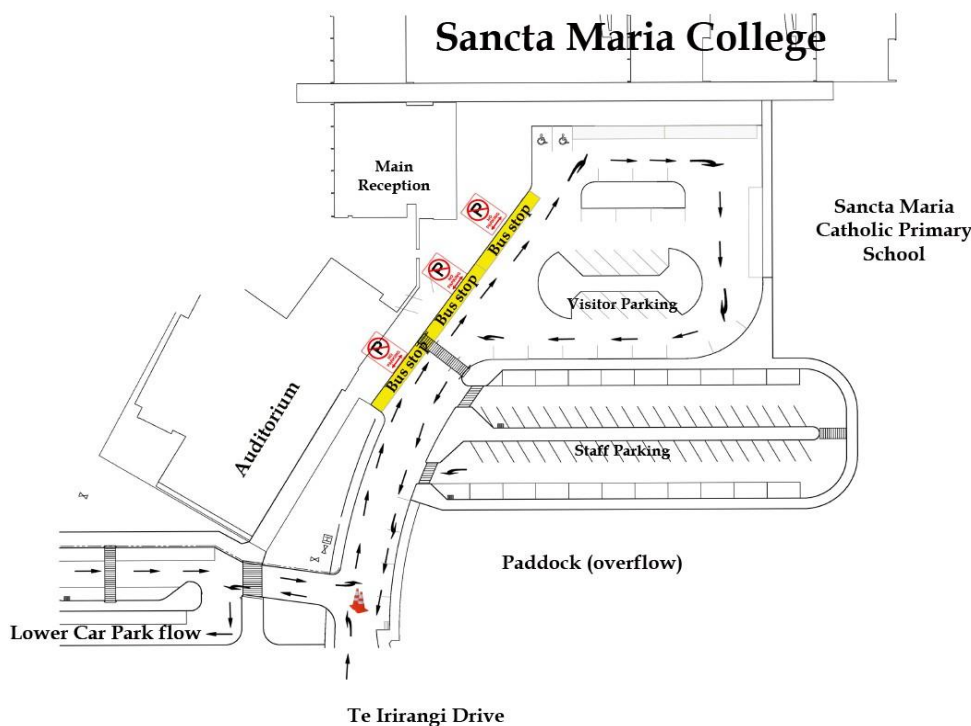 Sancta Maria College
Main
Reception
Bus stop
Bus stop
Bus stop
Sancta Maria
Catholic Primary
School
Visitor Parking
Auditorium
Staff Parking
Paddock (overflow)
Lower Car Park flow
Te Irirangi Drive
P
P
P